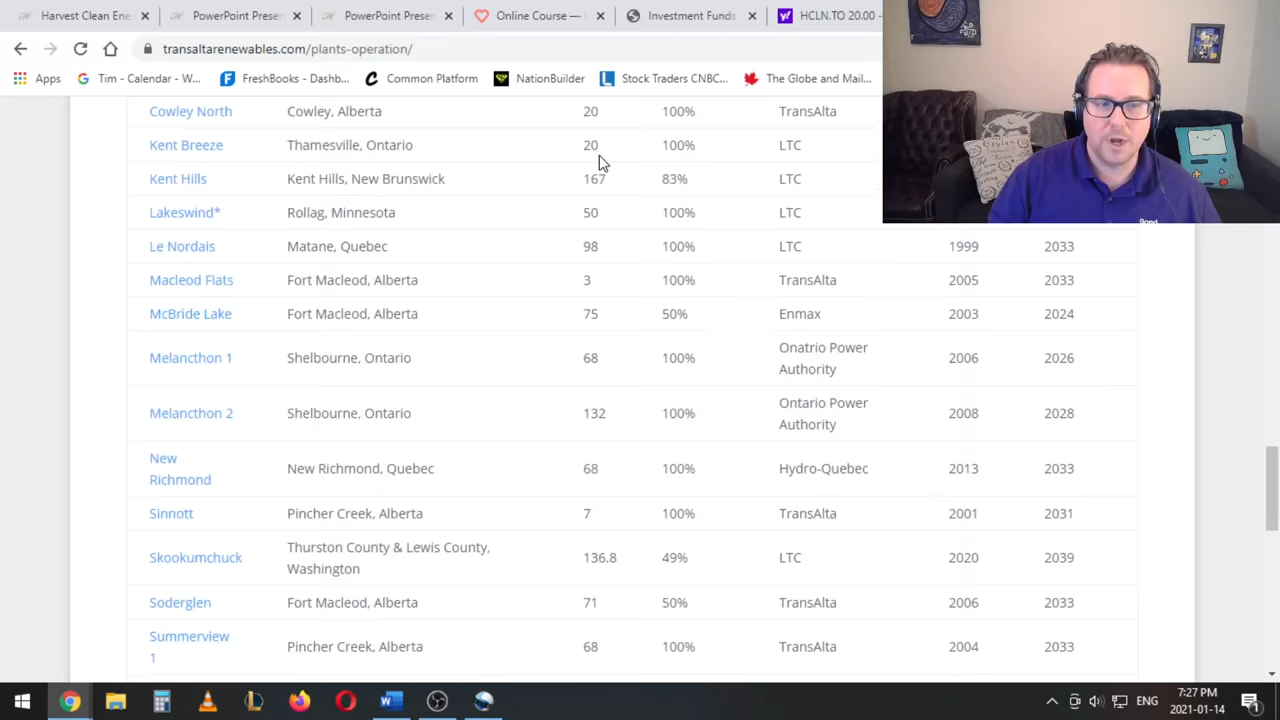 Harvest Clean Ene
PowerPoint Presen
PowerPoint Presen
Online Course —
Investment Funds
HCLN.TO 20.00
transaltarenewables.com/plants-operation/
Apps
Tim - Calendar - W...
FreshBooks - Dashb...
Common Platform
NationBuilder
Stock Traders CNBC...
The Globe and Mail...
Cowley North Cowley, Alberta 20 100% TransAlta
Kent Breeze Thamesville, Ontario 20 100% LTC
Kent Hills Kent Hills, New Brunswick 167 83% LTC
Lakeswind* Rollag, Minnesota 50 100% LTC
Le Nordais Matane, Quebec 98 100% LTC 1999 2033
Macleod Flats Fort Macleod, Alberta 3 100% TransAlta 2005 2033
McBride Lake Fort Macleod, Alberta 75 50% Enmax 2003 2024
Melancthon 1 Shelbourne, Ontario 68 100% Onatrio Power
Authority 2006 2026
Melancthon 2 Shelbourne, Ontario 132 100% Ontario Power
Authority 2008 2028
New
Richmond New Richmond, Quebec 68 100% Hydro-Quebec 2013 2033
Sinnott Pincher Creek, Alberta 7 100% TransAlta 2001 2031
Skookumchuck Thurston County & Lewis County,
Washington 136.8 49% LTC 2020 2039
Soderglen Fort Macleod, Alberta 71 50% TransAlta 2006 2033
Summerview
1 Pincher Creek, Alberta 68 100% TransAlta 2004 2033
ENG
7:27 PM
2021-01-14
1